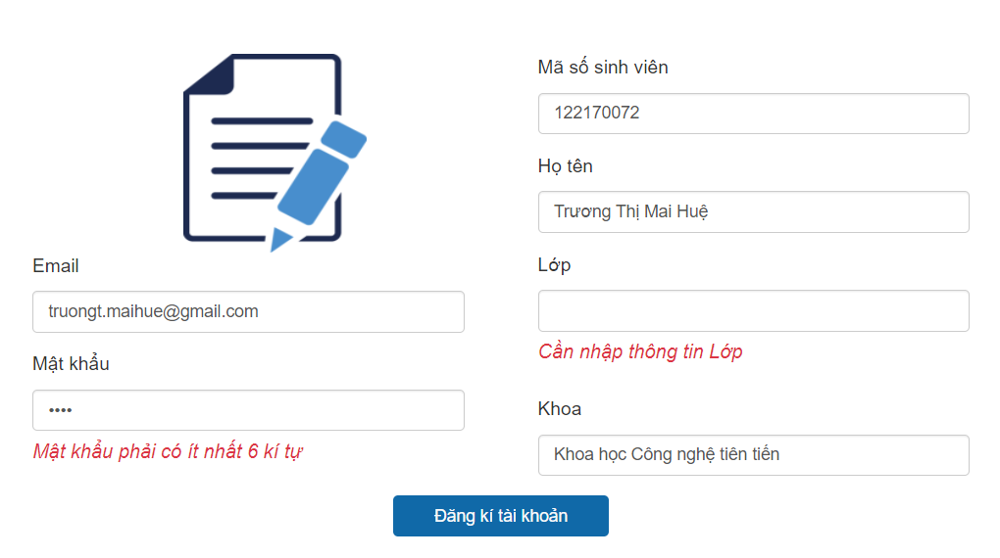 Email
truongt.maihue@gmail.com
Mật khẩu
••••
Mật khẩu phải có ít nhất 6 kí tự
Mã số sinh viên
122170072
Họ tên
Trương Thị Mai Huệ
Lớp
Cần nhập thông tin Lớp
Khoa
Khoa học Công nghệ tiên tiến
Đăng kí tài khoản